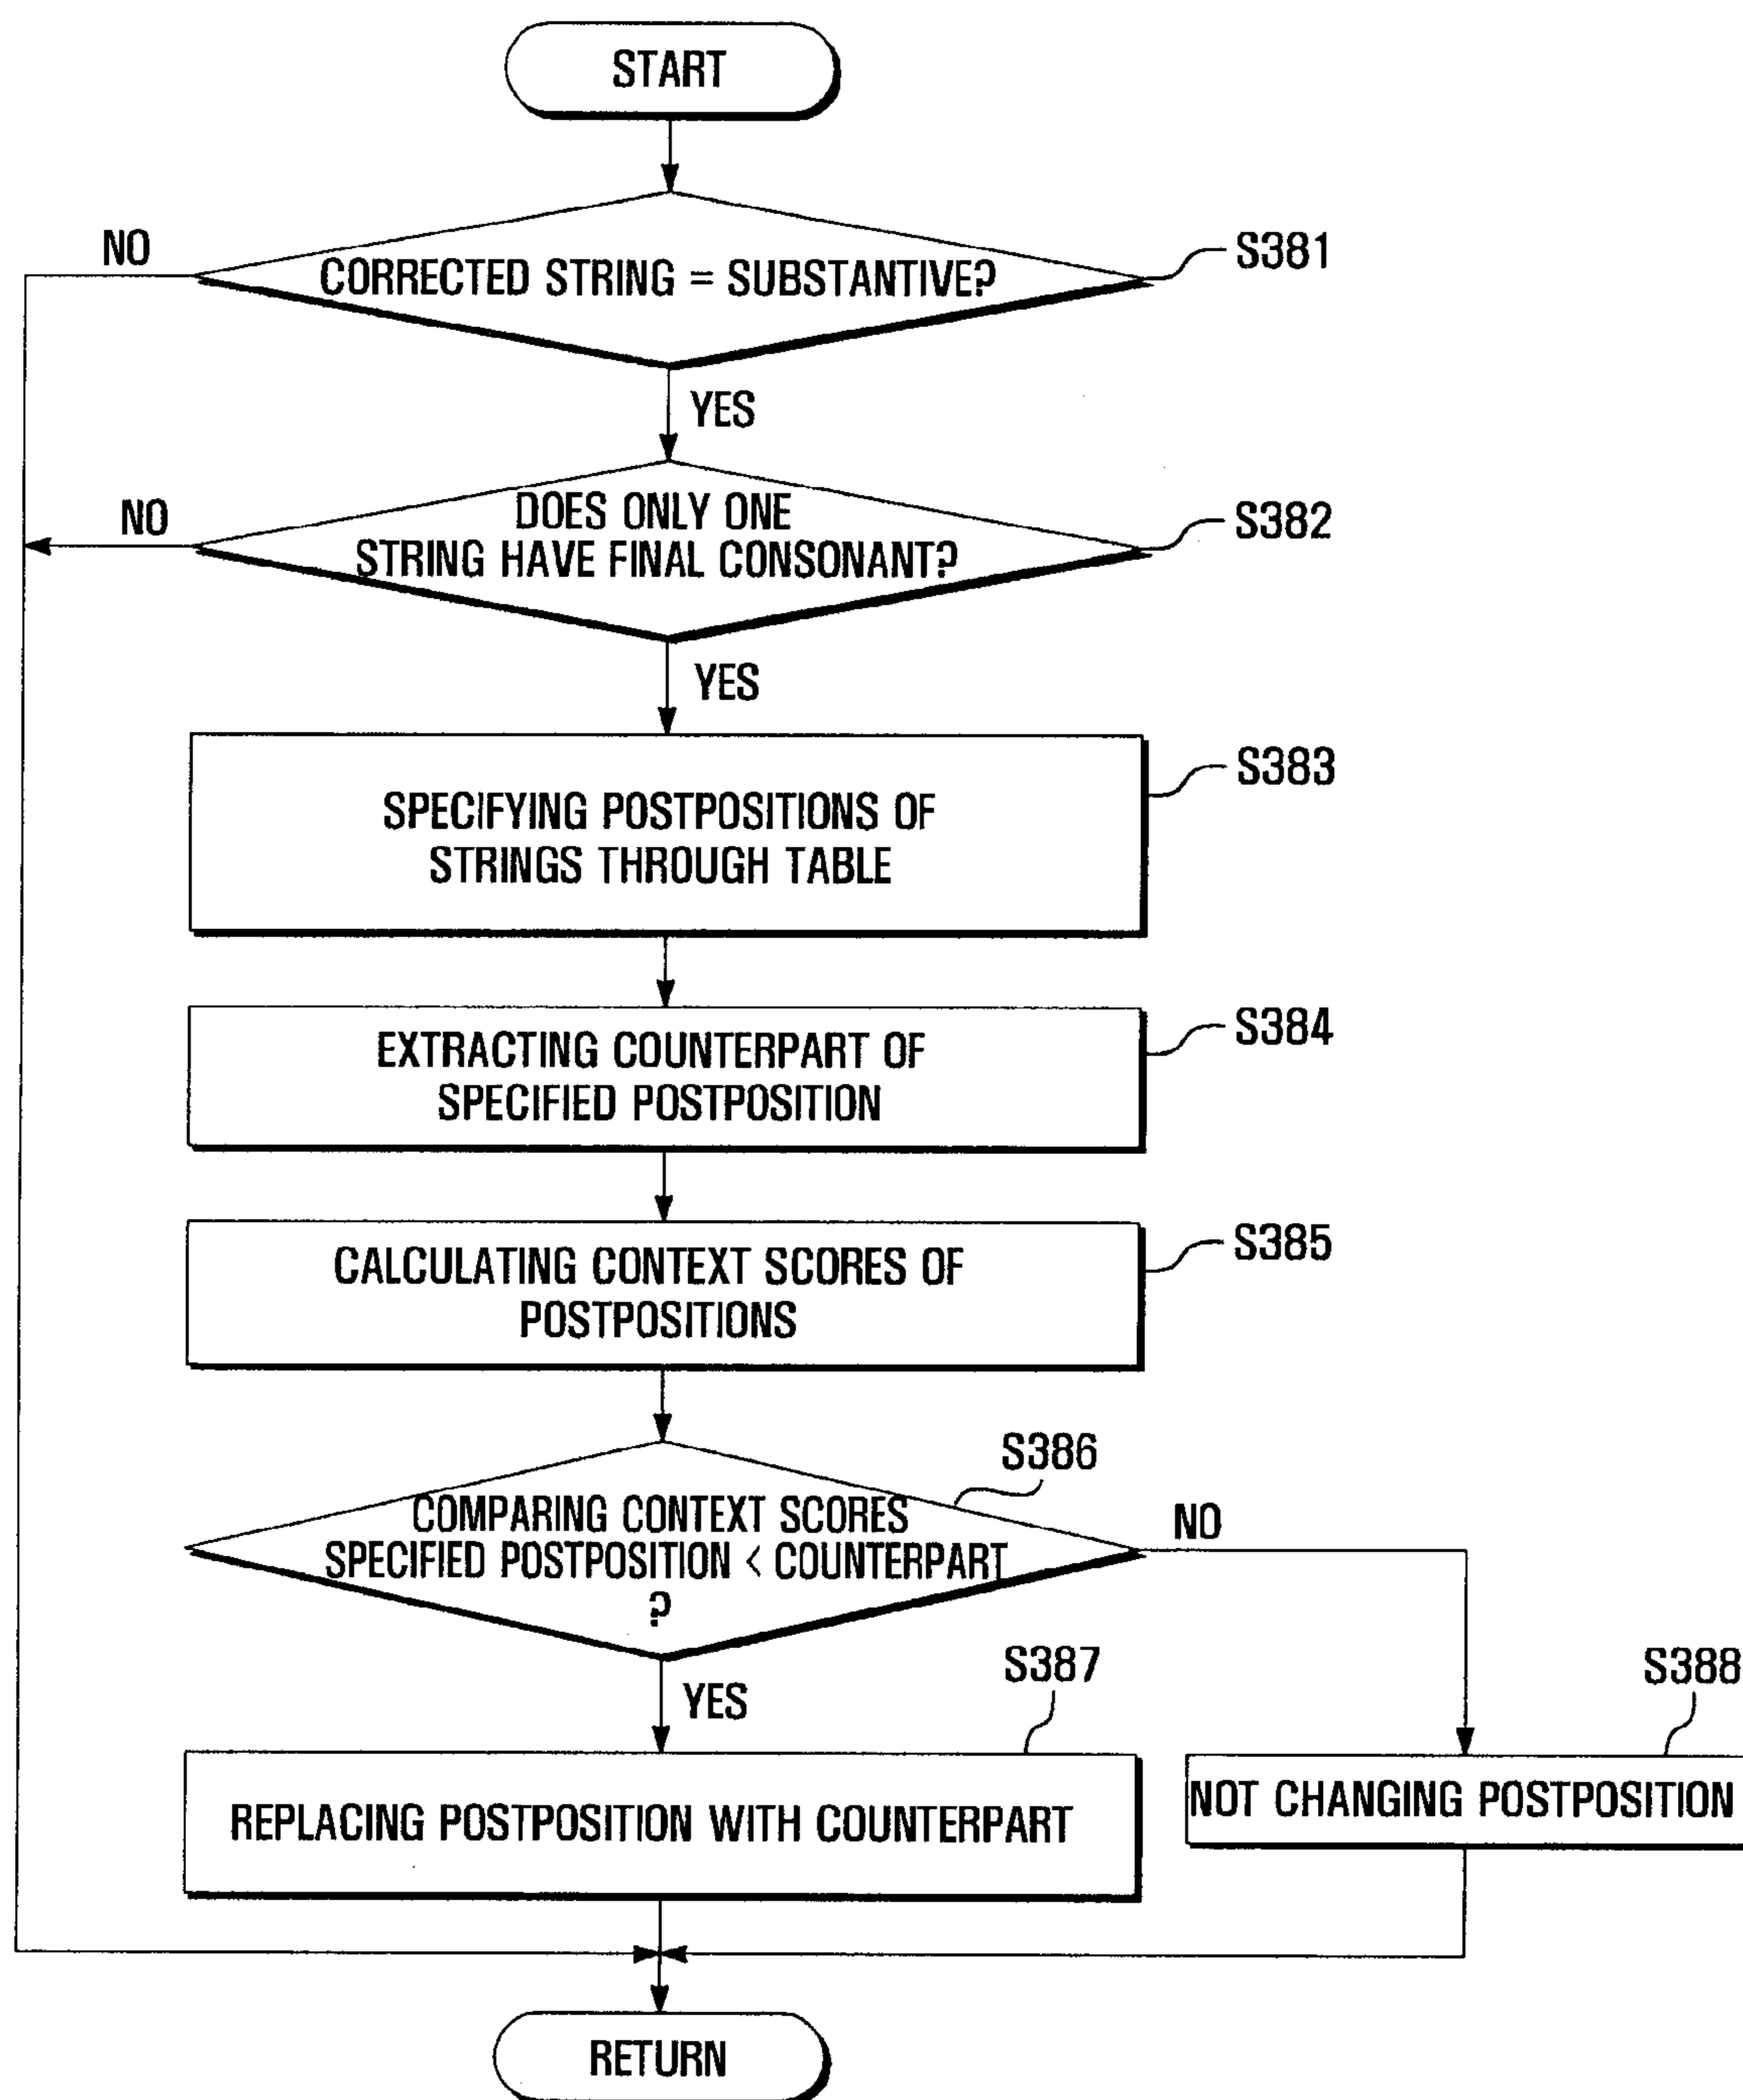 START
NO
CORRECTED STRING = SUBSTANTIVE?
S381
YES
NO
DOES ONLY ONE
STRING HAVE FINAL CONSONANT?
S382
YES
SPECIFYING POSTPOSITIONS OF
STRINGS THROUGH TABLE
S383
EXTRACTING COUNTERPART OF
SPECIFIED POSTPOSITION
S384
CALCULATING CONTEXT SCORES OF
POSTPOSITIONS
S385
S386
COMPARING CONTEXT SCORES
SPECIFIED POSTPOSITION < COUNTERPART
?
NO
YES
S387
S388
REPLACING POSTPOSITION WITH COUNTERPART
NOT CHANGING POSTPOSITION
RETURN